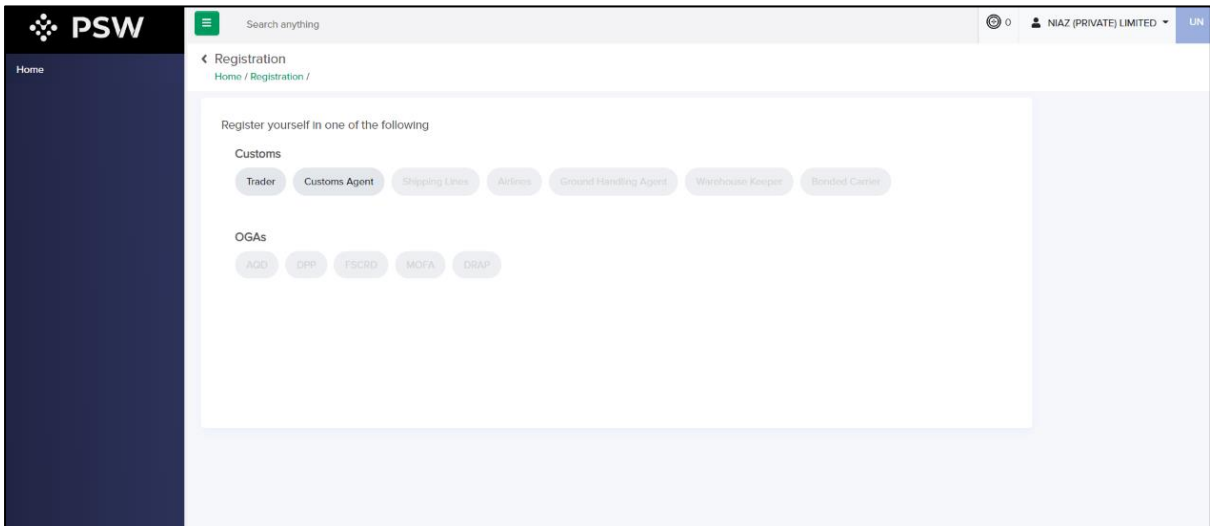 PSW
Search anything
0
NIAZ (PRIVATE) LIMITED
UN
Home
Registration
Home / Registration /
Register yourself in one of the following
Customs
Trader Customs Agent Shipping Lines Airlines Ground Handling Agent Warehouse Keeper Bonded Carrier
OGAs
AQD DPP FSCRD MOFA DRAP